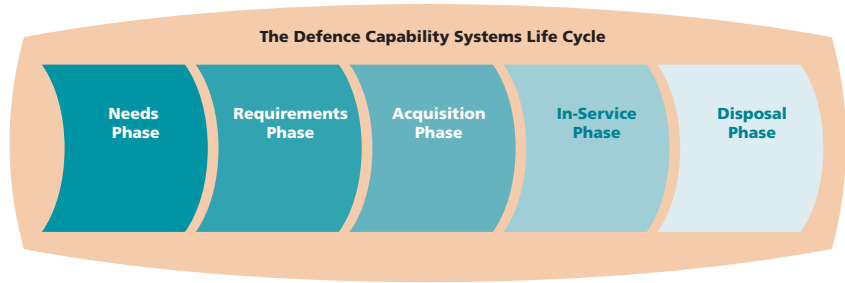 The Defence Capability Systems Life Cycle
Needs
Phase
Requirements
Phase
Acquisition
Phase
In-Service
Phase
Disposal
Phase